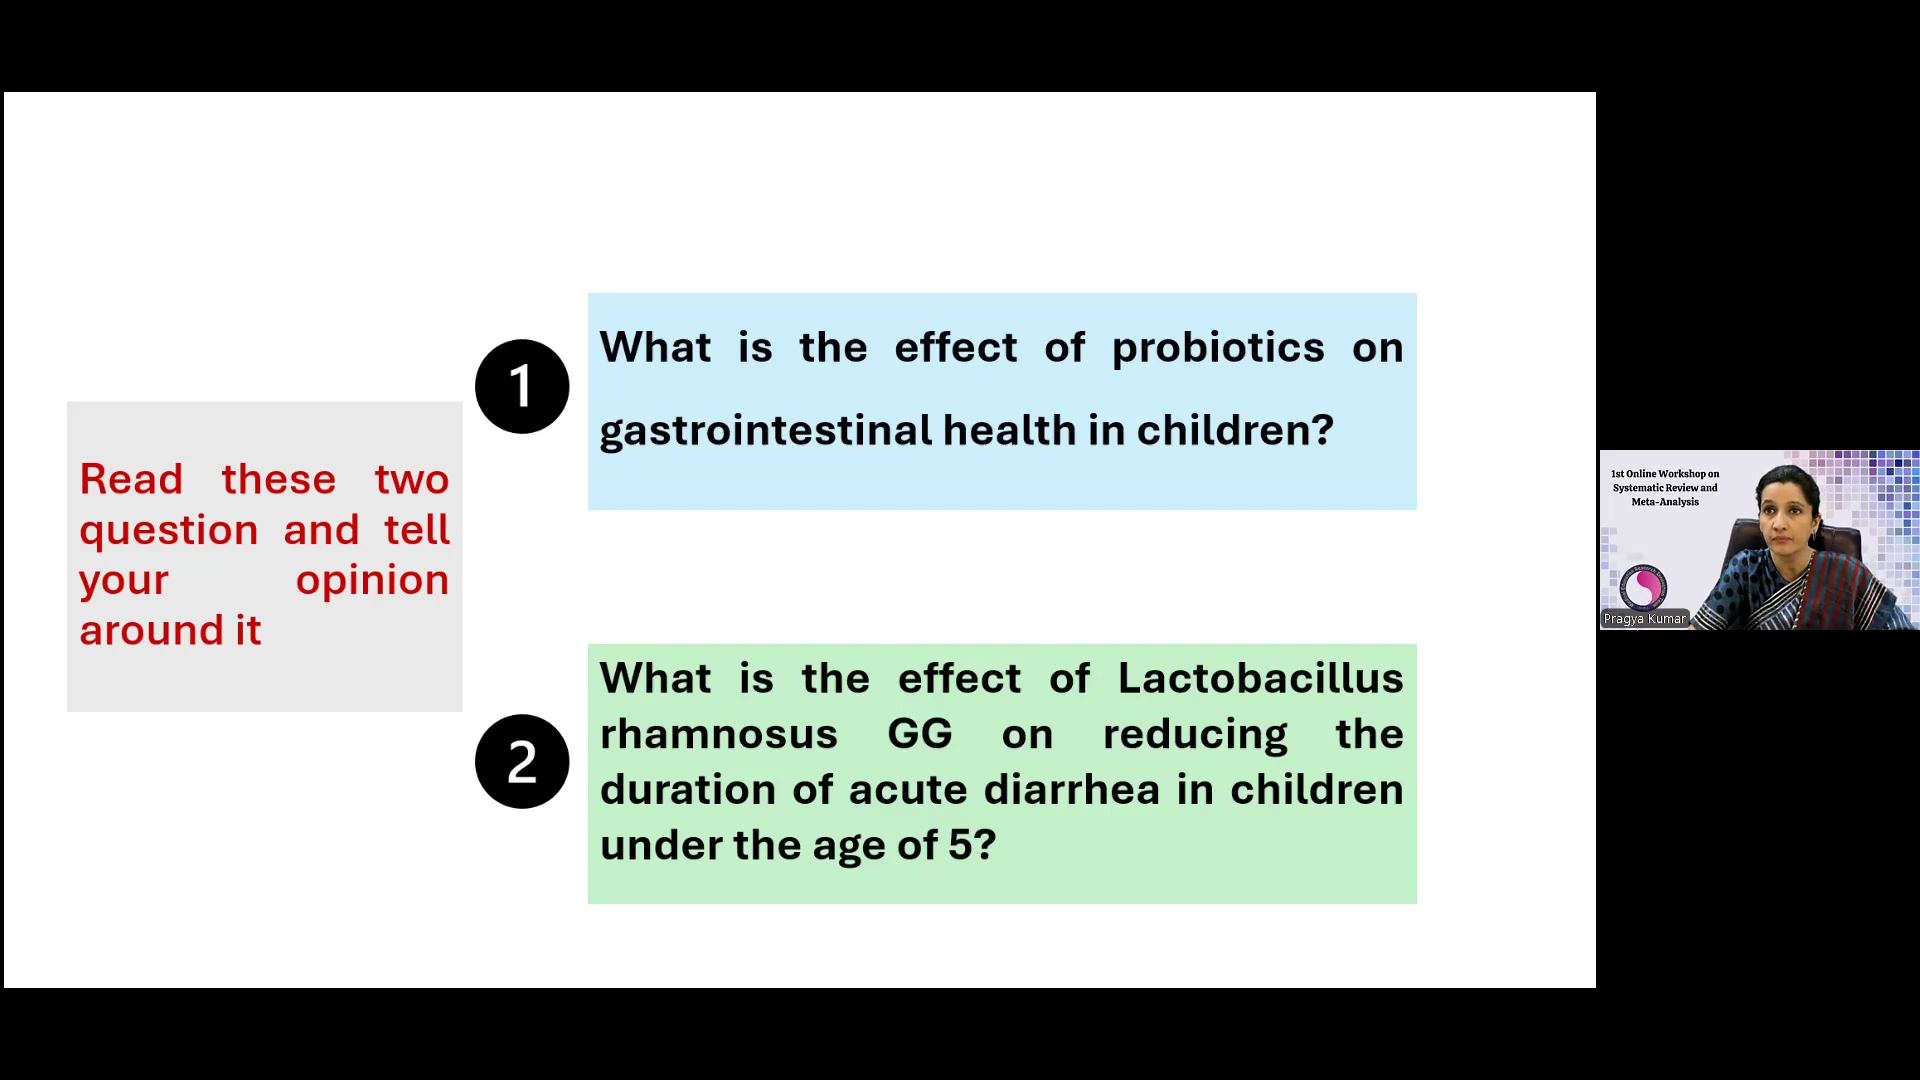 Read these two
question and tell
your opinion
around it
1
What is the effect of probiotics on
gastrointestinal health in children?
2
What is the effect of Lactobacillus
rhamnosus GG on reducing the
duration of acute diarrhea in children
under the age of 5?
1st Online Workshop on
Systematic Review and
Meta-Analysis
Pragya Kumar